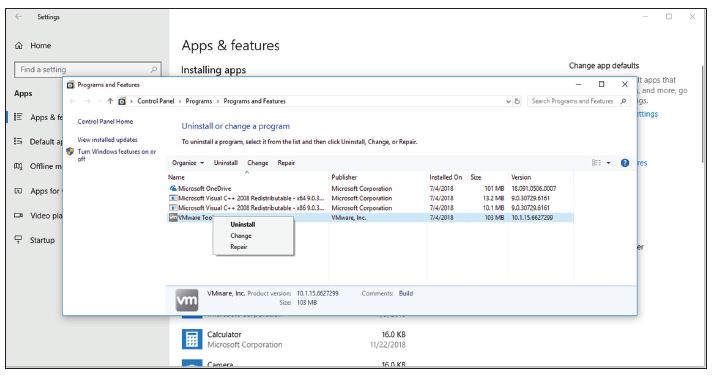 Settings
Home
Find a setting
Apps
Apps & fe
Default ap
Offline m
Apps for
Video pla
Startup
Apps & features
Installing apps
Change app defaults
lt apps that
, and more, go
gs.
ettings
res
er
Programs and Features
Control Panel › Programs › Programs and Features
Search Programs and Features
Control Panel Home
View installed updates
Turn Windows features on or
off
Uninstall or change a program
To uninstall a program, select it from the list and then click Uninstall, Change, or Repair.
Organize Uninstall Change Repair
Name Publisher Installed On Size Version
Microsoft OneDrive Microsoft Corporation 7/4/2018 101 MB 18.091.0506.0007
Microsoft Visual C++ 2008 Redistributable - x64 9.0.3... Microsoft Corporation 7/4/2018 13.2 MB 9.0.30729.6161
Microsoft Visual C++ 2008 Redistributable - x86 9.0.3... Microsoft Corporation 7/4/2018 10.1 MB 9.0.30729.6161
VMware Too VMware, Inc. 7/4/2018 103 MB 10.1.15.6627299
Uninstall
Change
Repair
vm
VMware, Inc. Product version: 10.1.15.6627299 Comments: Build
Size: 103 MB
Calculator 16.0 KB
Microsoft Corporation 11/22/2018
Camera 16.0 KB